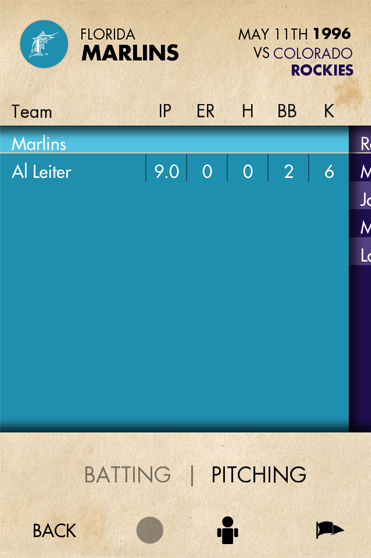 FLORIDA
MARLINS
MAY 11TH 1996
VS COLORADO
ROCKIES
Team IP ER H BB K
Marlins
Al Leiter 9.0 0 0 2 6
BATTING | PITCHING
BACK